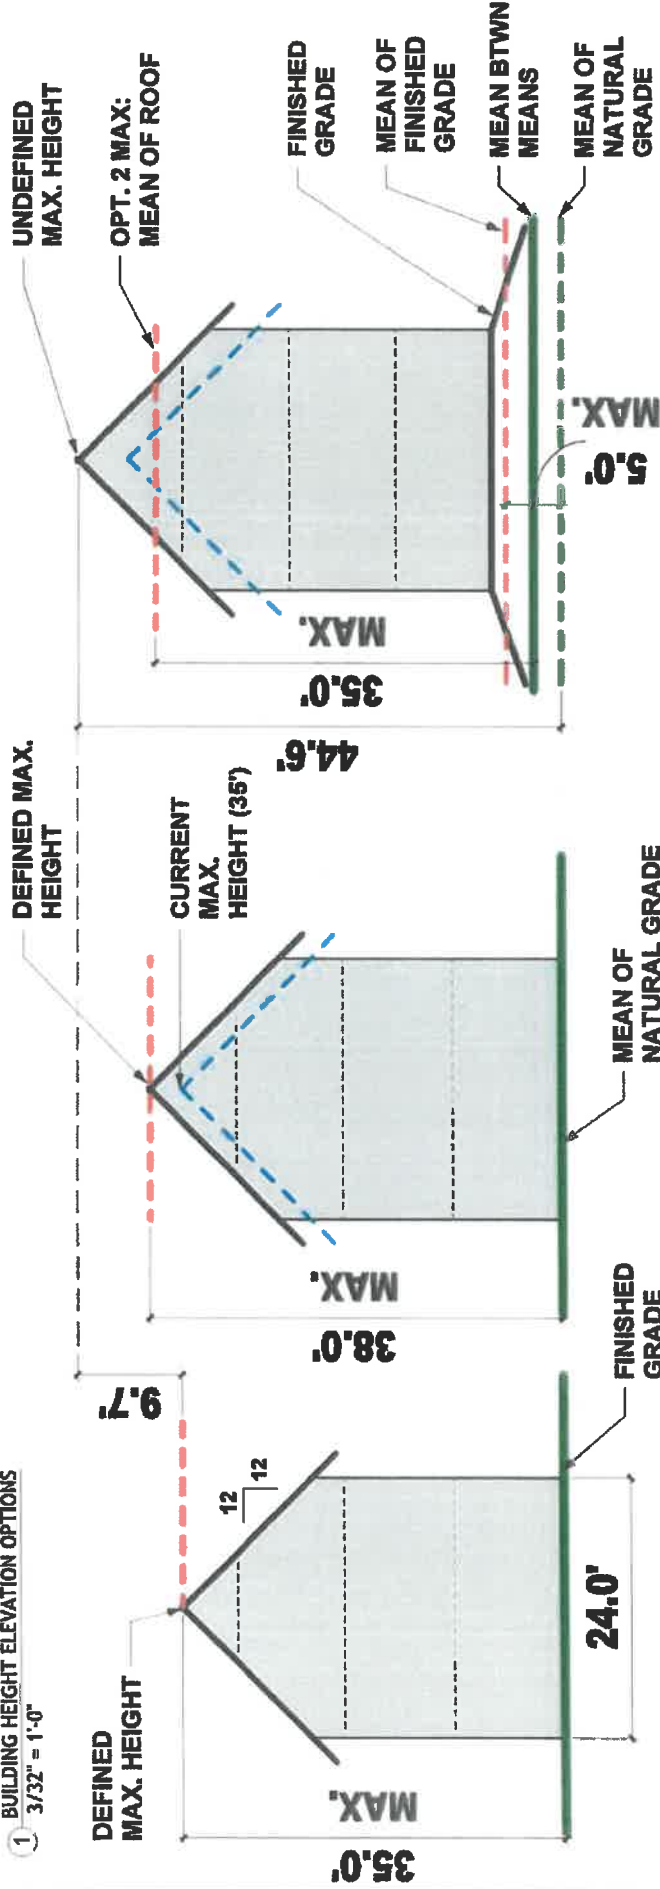 1 BUILDING HEIGHT ELEVATION OPTIONS
3/32" = 1'-0"
DEFINED
MAX. HEIGHT
35.0'
MAX.
12
12
24.0'
FINISHED
GRADE
9.7'
DEFINED MAX.
HEIGHT
CURRENT
MAX.
HEIGHT (35')
38.0'
MAX.
MEAN OF
NATURAL GRADE
UNDEFINED
MAX. HEIGHT
OPT. 2 MAX:
MEAN OF ROOF
44.6'
35.0'
MAX.
FINISHED
GRADE
MEAN OF
FINISHED
GRADE
MEAN BTWN
MEANS
MEAN OF
NATURAL
GRADE
5.0'
MAX.